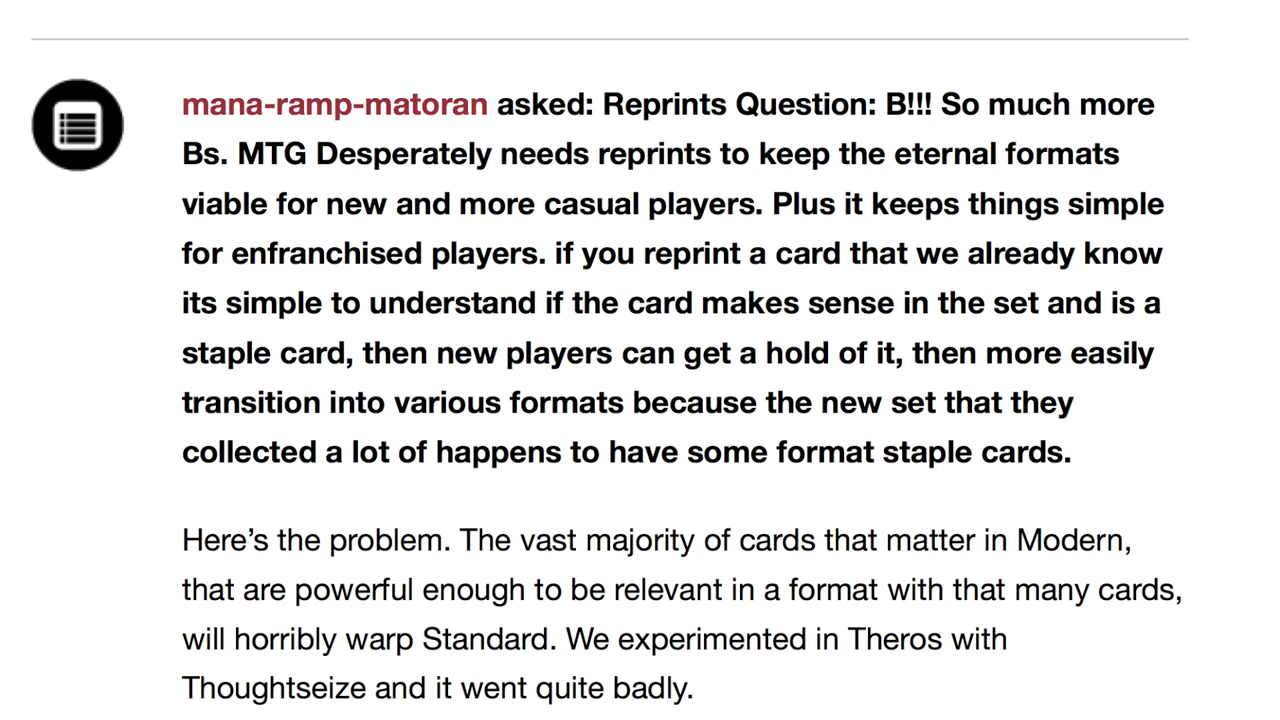 mana-ramp-matoran asked: Reprints Question: B!!! So much more
Bs. MTG Desperately needs reprints to keep the eternal formats
viable for new and more casual players. Plus it keeps things simple
for enfranchised players. if you reprint a card that we already know
its simple to understand if the card makes sense in the set and is a
staple card, then new players can get a hold of it, then more easily
transition into various formats because the new set that they
collected a lot of happens to have some format staple cards.
Here’s the problem. The vast majority of cards that matter in Modern,
that are powerful enough to be relevant in a format with that many cards,
will horribly warp Standard. We experimented in Theros with
Thoughtseize and it went quite badly.